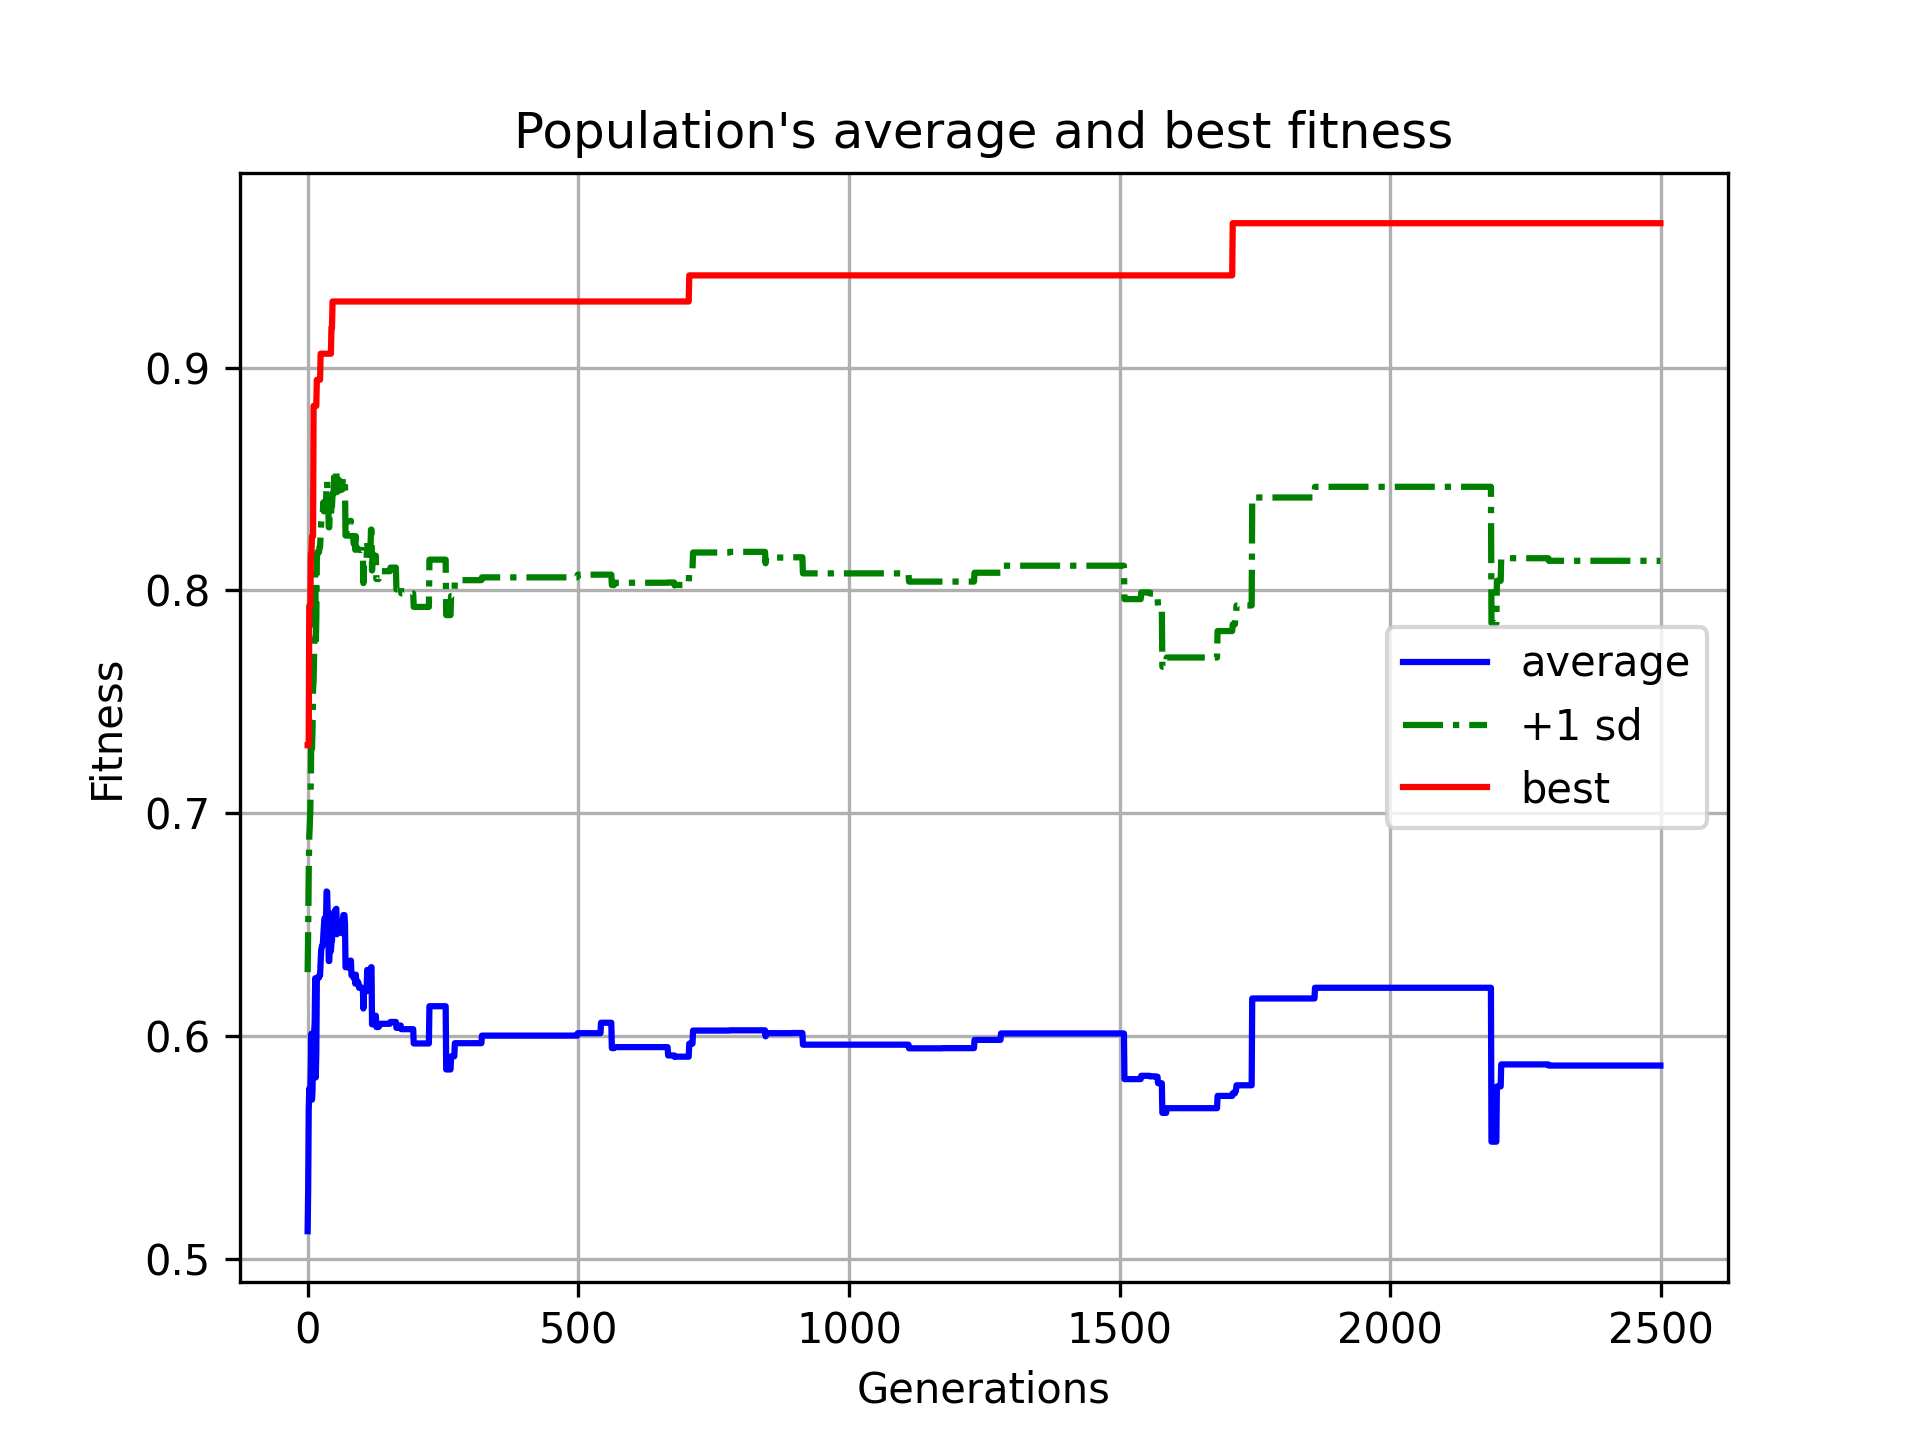 Population's average and best fitness
Fitness
0.9
0.8
0.7
0.6
0.5
average
+1 sd
best
0 500 1000 1500 2000 2500
Generations